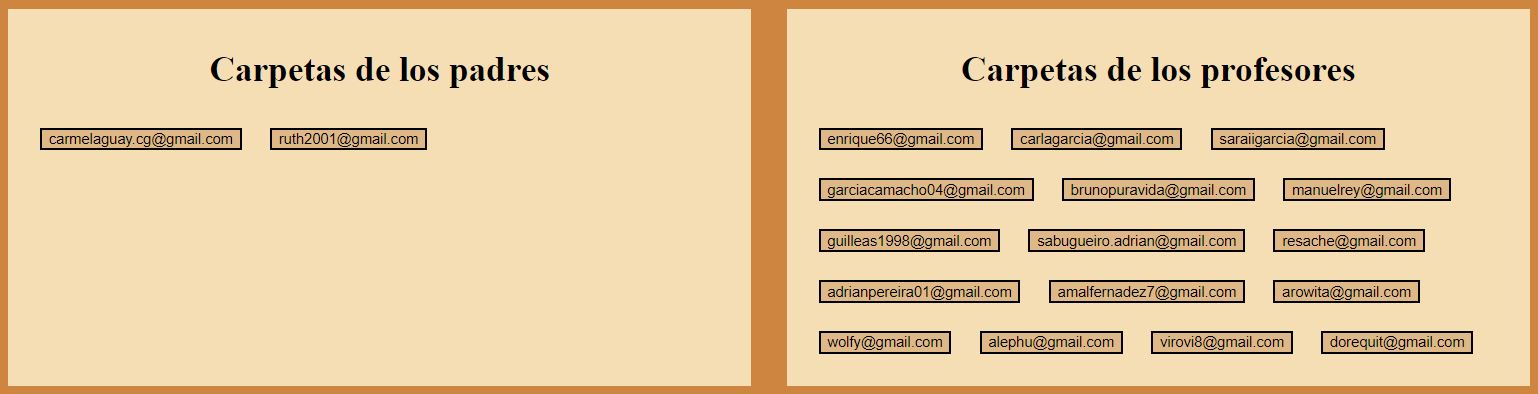 Carpetas de los padres
carmelaguay.cg@gmail.com ruth2001@gmail.com
Carpetas de los profesores
enrique66@gmail.com carlagarcia@gmail.com saraiigarcia@gmail.com
garciacamacho04@gmail.com brunopuravida@gmail.com manuelrey@gmail.com
guilleas1998@gmail.com sabugueiro.adrian@gmail.com resache@gmail.com
adrianpereira01@gmail.com amalfernadez7@gmail.com arowita@gmail.com
wolfy@gmail.com alephu@gmail.com virovi8@gmail.com dorequit@gmail.com